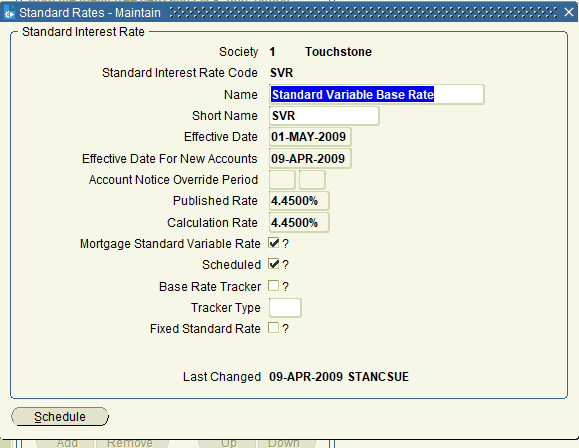 Standard Rates - Maintain
Standard Interest Rate
Society 1 Touchstone
Standard Interest Rate Code SVR
Name Standard Variable Base Rate
Short Name SVR
Effective Date 01-MAY-2009
Effective Date For New Accounts 09-APR-2009
Account Notice Override Period
Published Rate 4.4500%
Calculation Rate 4.4500%
Mortgage Standard Variable Rate ?
Scheduled ?
Base Rate Tracker ?
Tracker Type
Fixed Standard Rate ?
Last Changed 09-APR-2009 STANCSUE
Schedule
Add Remove Up Down